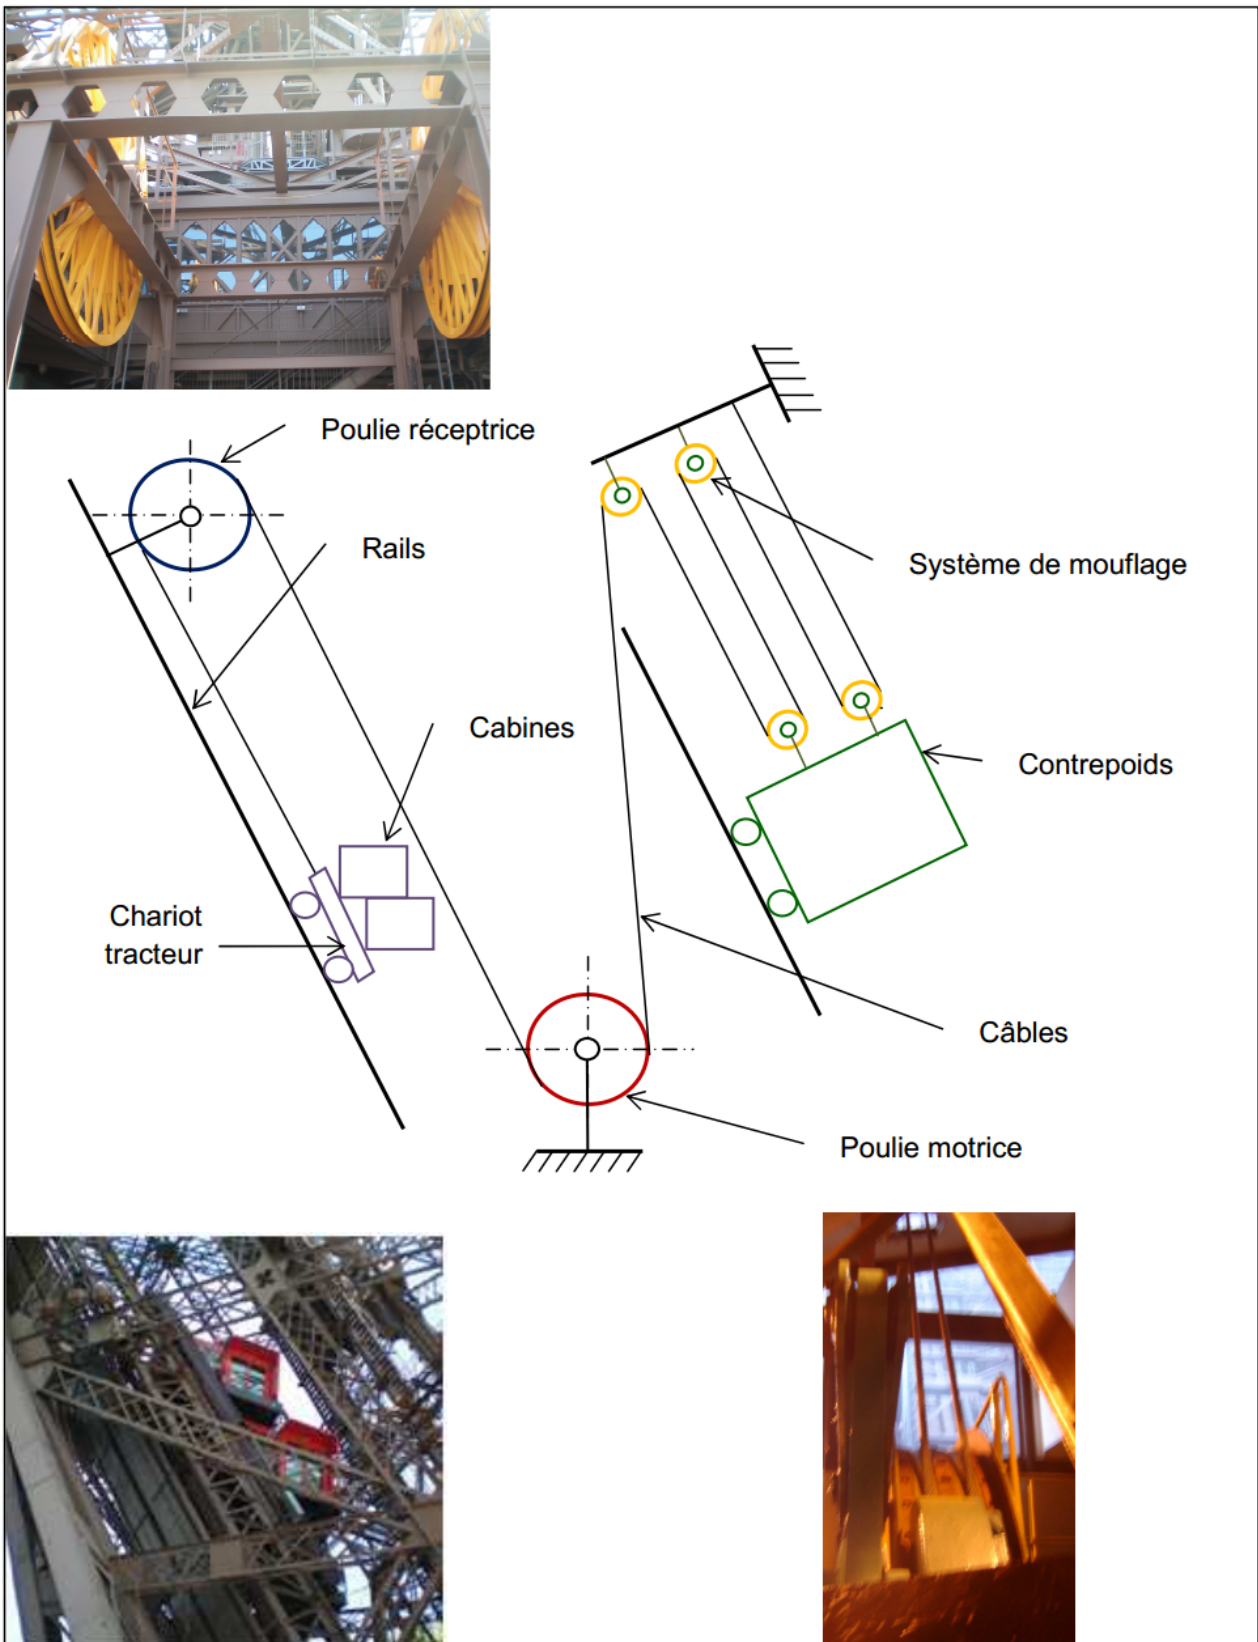 Poulie réceptrice
Rails
Système de mouflage
Cabines
Contrepoids
Chariot
tracteur
Câbles
Poulie motrice